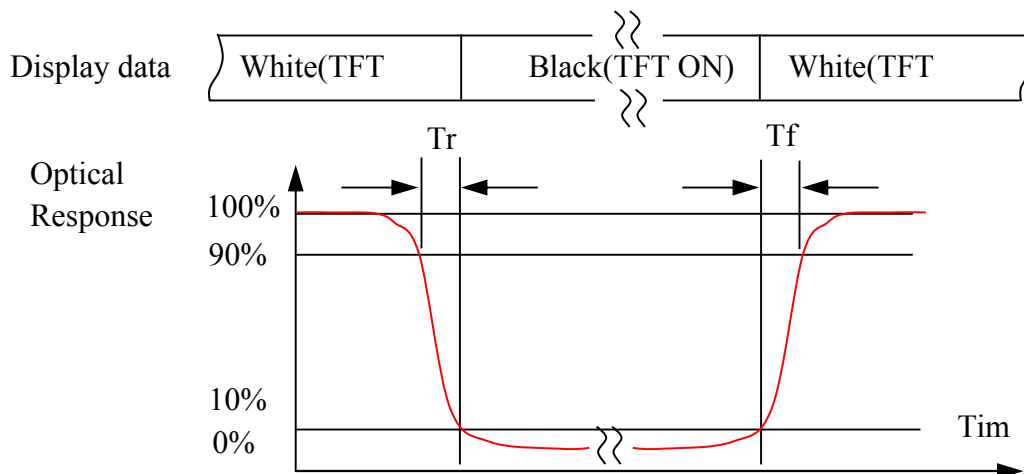 Display data White(TFT Black(TFT ON) White(TFT
Tr Tf
Optical
Response
100%
90%
10%
0%
Tim